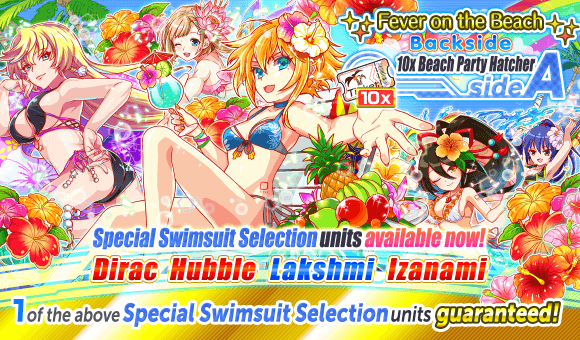 Fever on the Beach
Backside
10x Beach Party Hatcher
side A
10x
Special Swimsuit Selection units available now!
Dirac Hubble Lakshmi Izanami
1 of the above Special Swimsuit Selection units guaranteed!